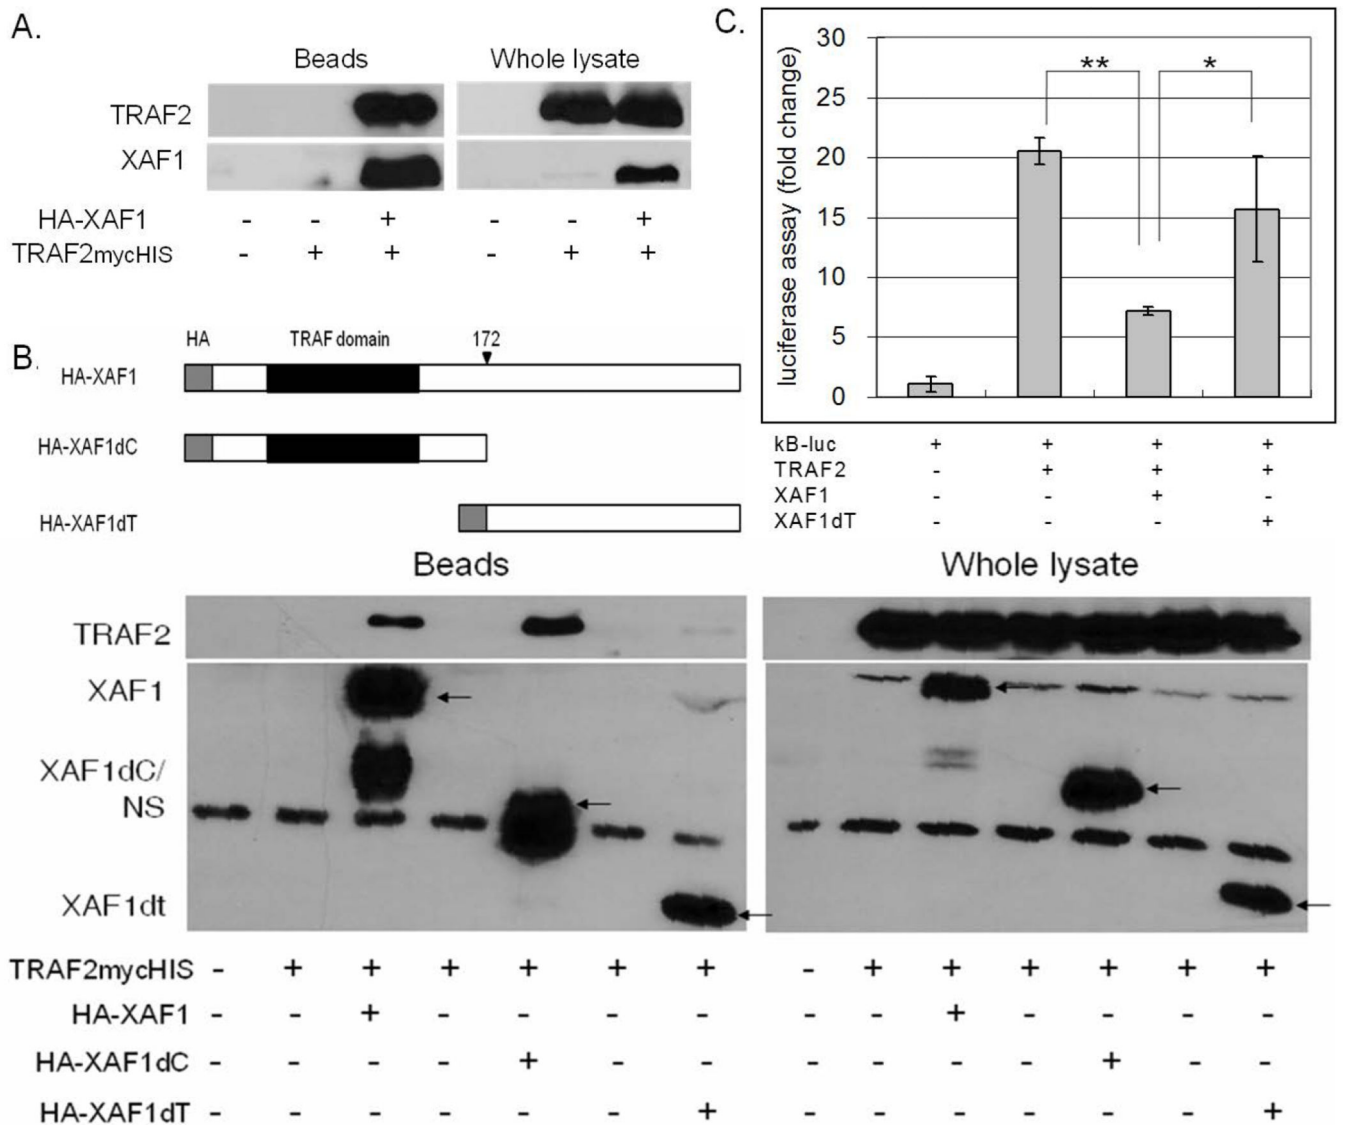 A.
Beads Whole lysate
TRAF2
XAF1
HA-XAF1 - - + - - +
TRAF2mycHIS - + + - + +
B.
HA TRAF domain 172
HA-XAF1
HA-XAF1dC
HA-XAF1dT
C.
luciferase assay (fold change)
30
25
20
15
10
5
0
** *
kB-luc + + + +
TRAF2 - + + +
XAF1 - - + -
XAF1dT - - - +
Beads Whole lysate
TRAF2
XAF1
XAF1dC/
NS
XAF1dt
TRAF2mycHIS - + + + + + + - + + + + + +
HA-XAF1 - - + - - - - - - + - - - -
HA-XAF1dC - - - - + - - - - - - + - -
HA-XAF1dT - - - - - - + - - - - - - +